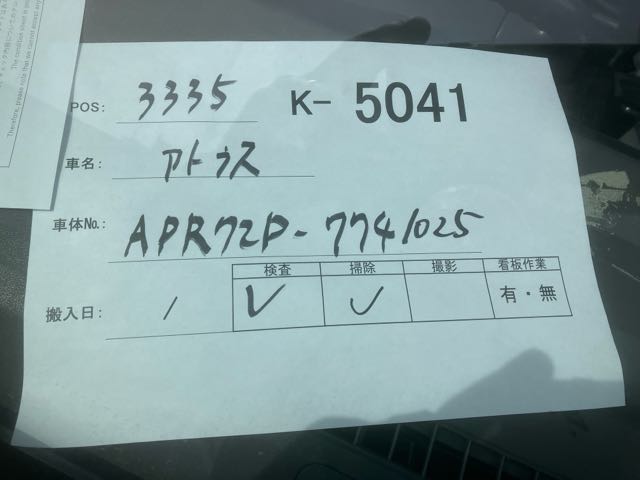 POS: 3335 K- 5041
車名: アトラス
車体No.: APR72P-7741025
検査 掃除 撮影 看板作業
搬入日: / ✓ ✓ 有・無